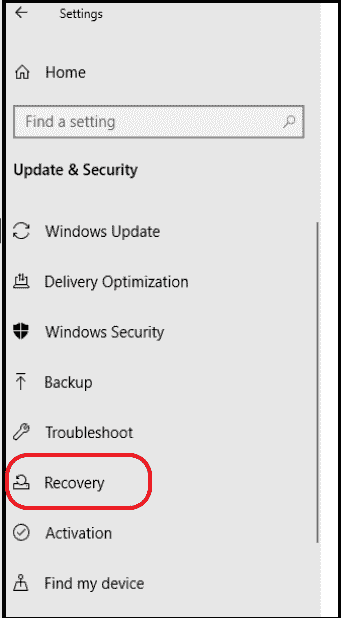 Settings
Home
Find a setting
Update & Security
Windows Update
Delivery Optimization
Windows Security
Backup
Troubleshoot
Recovery
Activation
Find my device